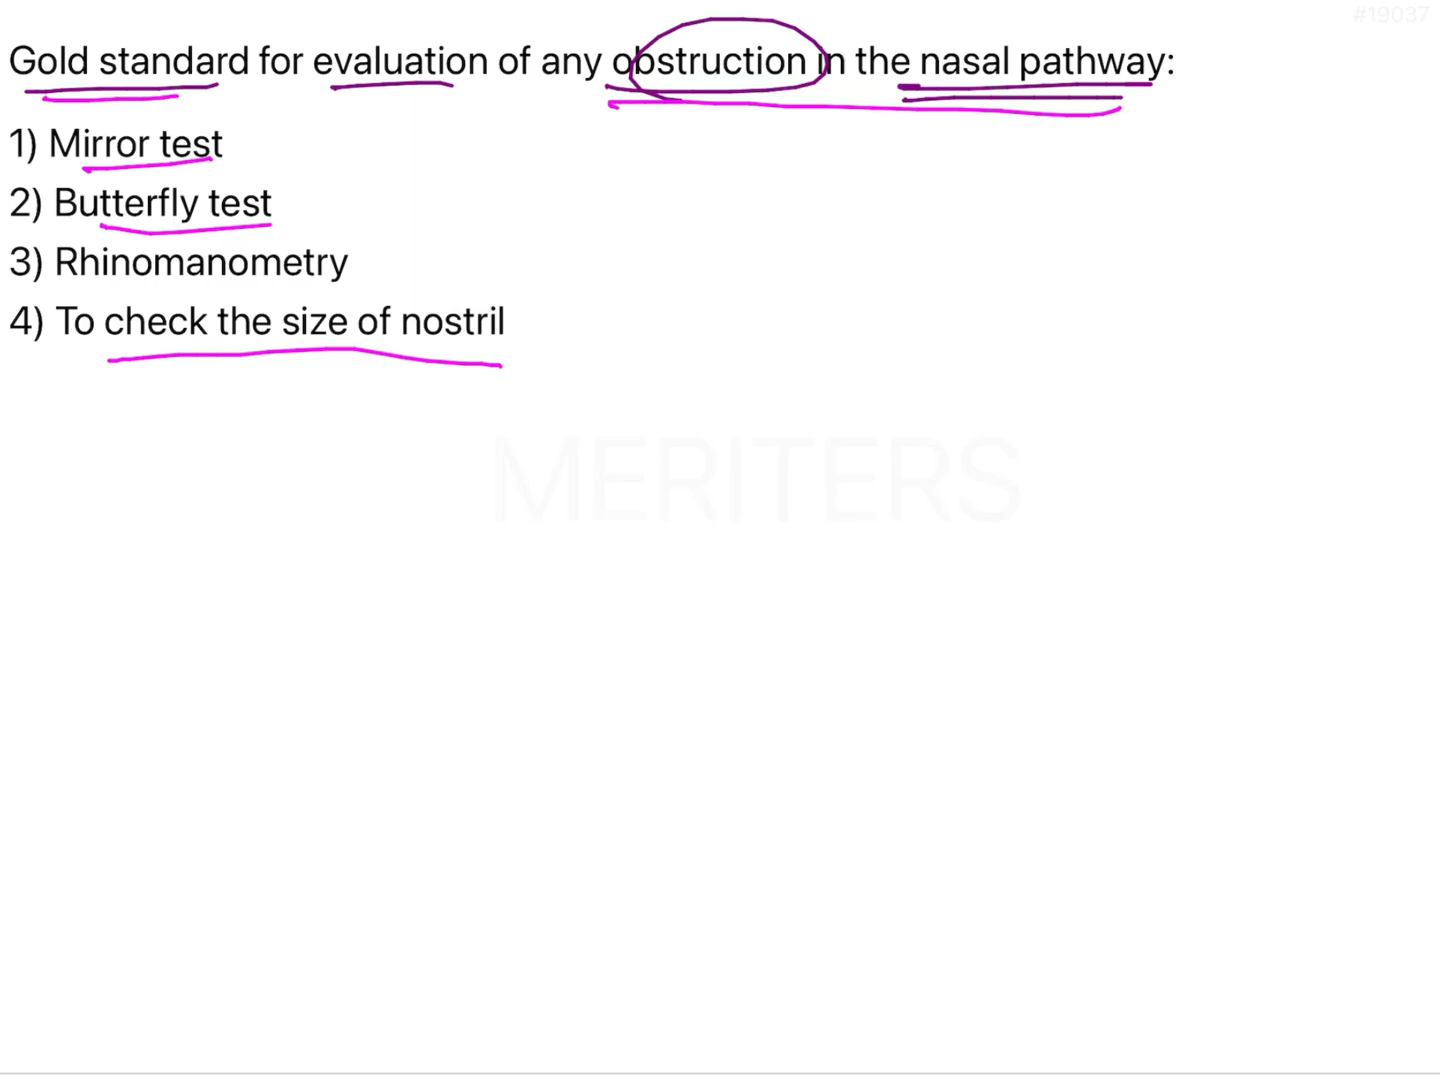 #19037
Gold standard for evaluation of any obstruction in the nasal pathway:
1) Mirror test
2) Butterfly test
3) Rhinomanometry
4) To check the size of nostril
MERITERS